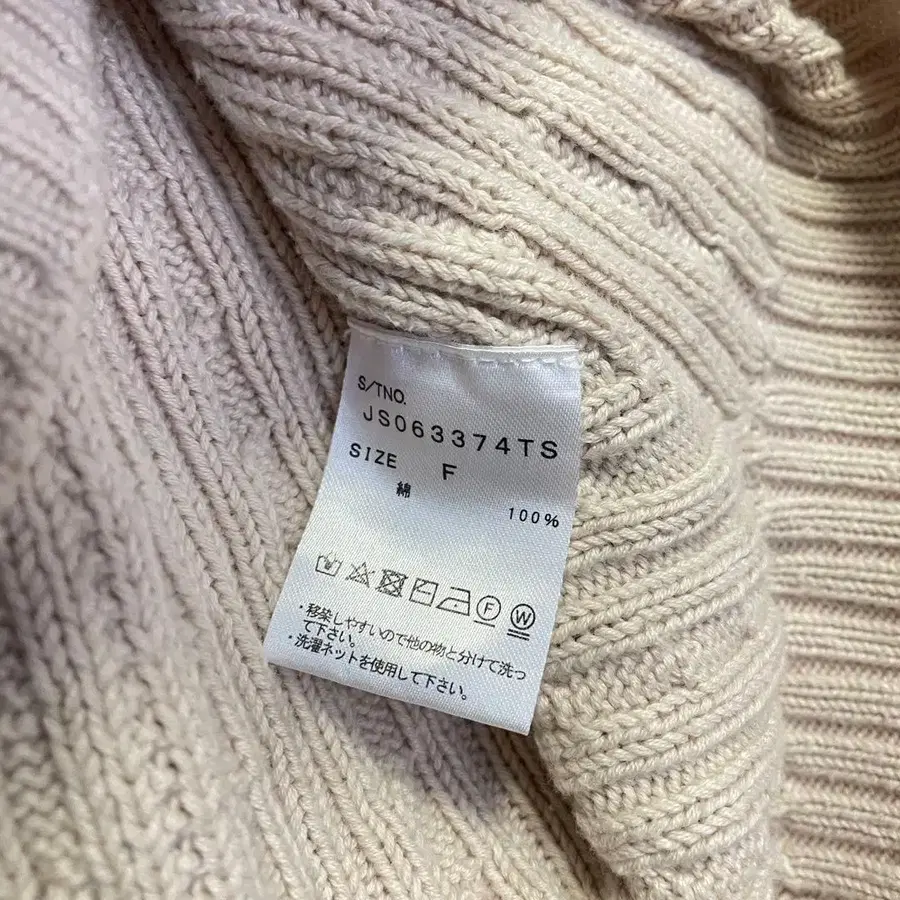 S/TNO.
JS063374TS
SIZE F
綿
100%
F W
・移染しやすいので他の物と分けて洗っ
て下さい。
・洗濯ネットを使用して下さい。